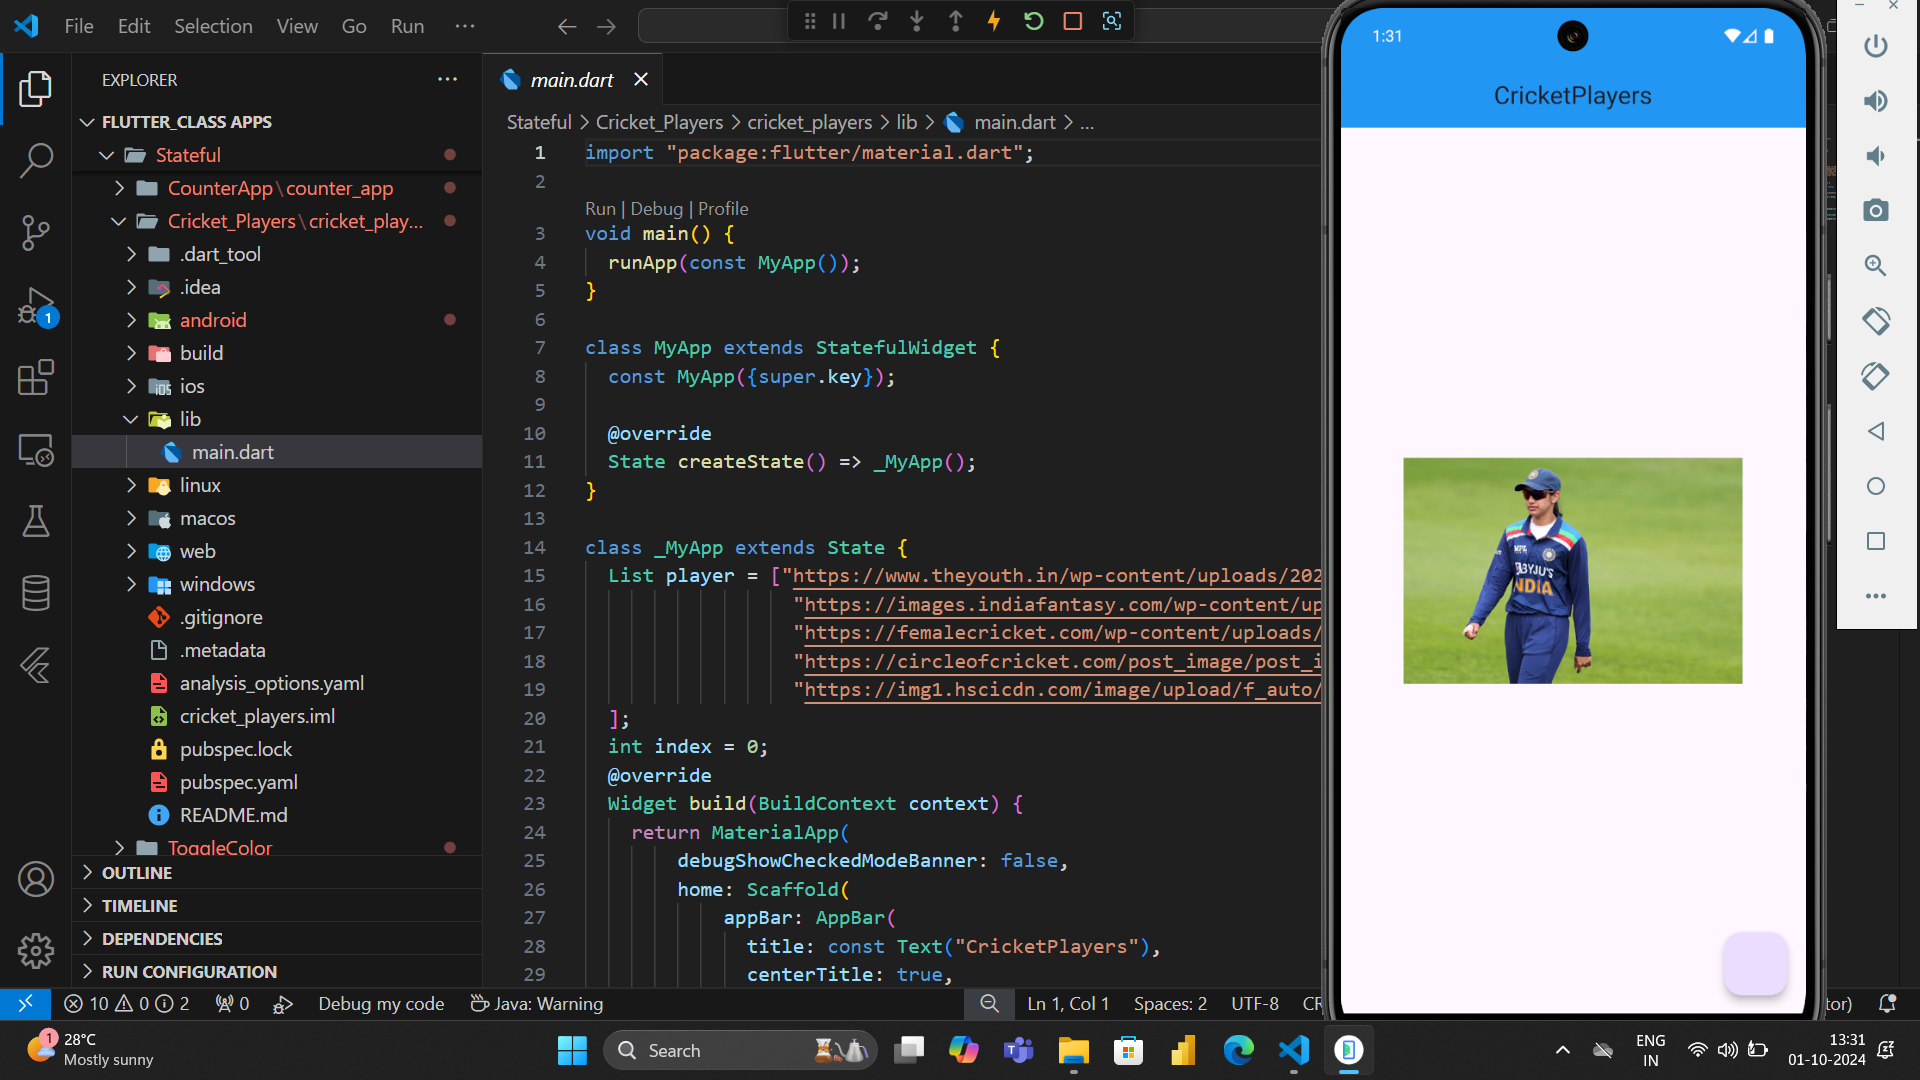 File Edit Selection View Go Run ...
EXPLORER
FLUTTER_CLASS APPS
Stateful
CounterApp\counter_app
Cricket_Players\cricket_play...
.dart_tool
.idea
android
build
ios
lib
main.dart
linux
macos
web
windows
.gitignore
.metadata
analysis_options.yaml
cricket_players.iml
pubspec.lock
pubspec.yaml
README.md
ToggleColor
OUTLINE
TIMELINE
DEPENDENCIES
RUN CONFIGURATION
1
main.dart
Stateful > Cricket_Players > cricket_players > lib > main.dart > ...
1 import "package:flutter/material.dart";
2
Run | Debug | Profile
3 void main() {
4 runApp(const MyApp());
5 }
6
7 class MyApp extends StatefulWidget {
8 const MyApp({super.key});
9
10 @override
11 State createState() => _MyApp();
12 }
13
14 class _MyApp extends State {
15 List player = ["https://www.theyouth.in/wp-content/uploads/202
16 "https://images.indiafantasy.com/wp-content/up
17 "https://femalecricket.com/wp-content/uploads/
18 "https://circleofcricket.com/post_image/post_i
19 "https://img1.hscicdn.com/image/upload/f_auto/
20 ];
21 int index = 0;
22 @override
23 Widget build(BuildContext context) {
24 return MaterialApp(
25 debugShowCheckedModeBanner: false,
26 home: Scaffold(
27 appBar: AppBar(
28 title: const Text("CricketPlayers"),
29 centerTitle: true,
1:31
CricketPlayers
MPL
BYJU'S
INDIA
10 0 2 0 Debug my code Java: Warning Ln 1, Col 1 Spaces: 2 UTF-8 CR tor)
1
28°C
Mostly sunny
Search
ENG
IN
13:31
01-10-2024